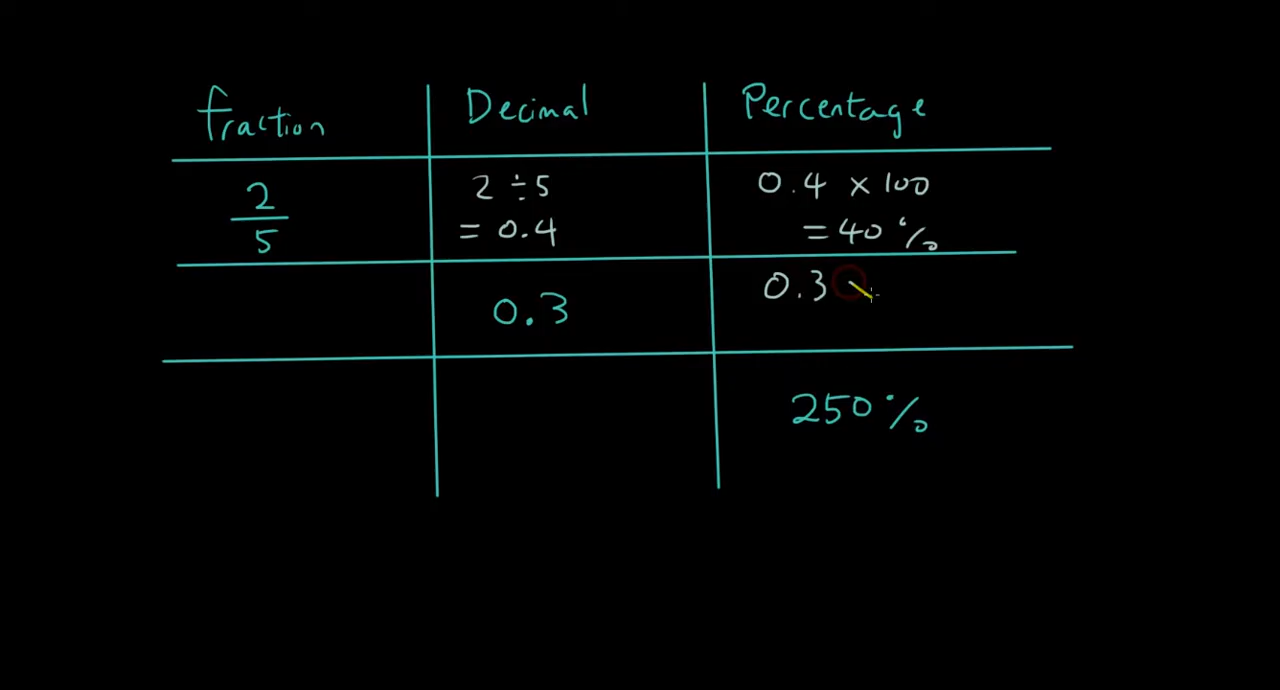 fraction Decimal Percentage
2/5 2 ÷ 5 0.4 × 100
= 0.4 = 40 %
0.3 0.3
250 %